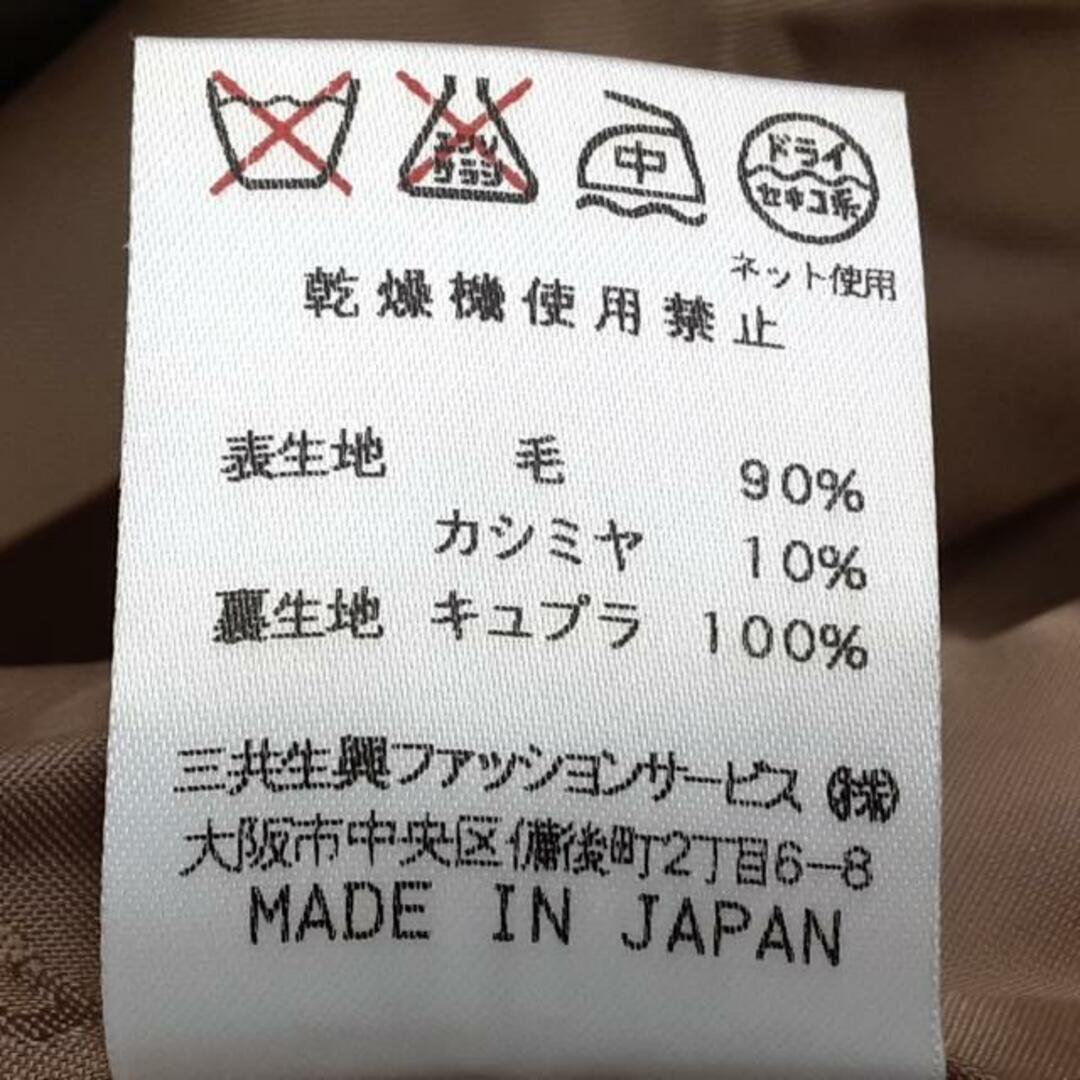 エンソ
サラシ
中
ドライ
セキユ系
ネット使用
乾燥機使用禁止
表生地 毛 90%
カシミヤ 10%
裏生地 キュプラ 100%
三共生興ファッションサービス㈱
大阪市中央区備後町2丁目6-8
MADE IN JAPAN